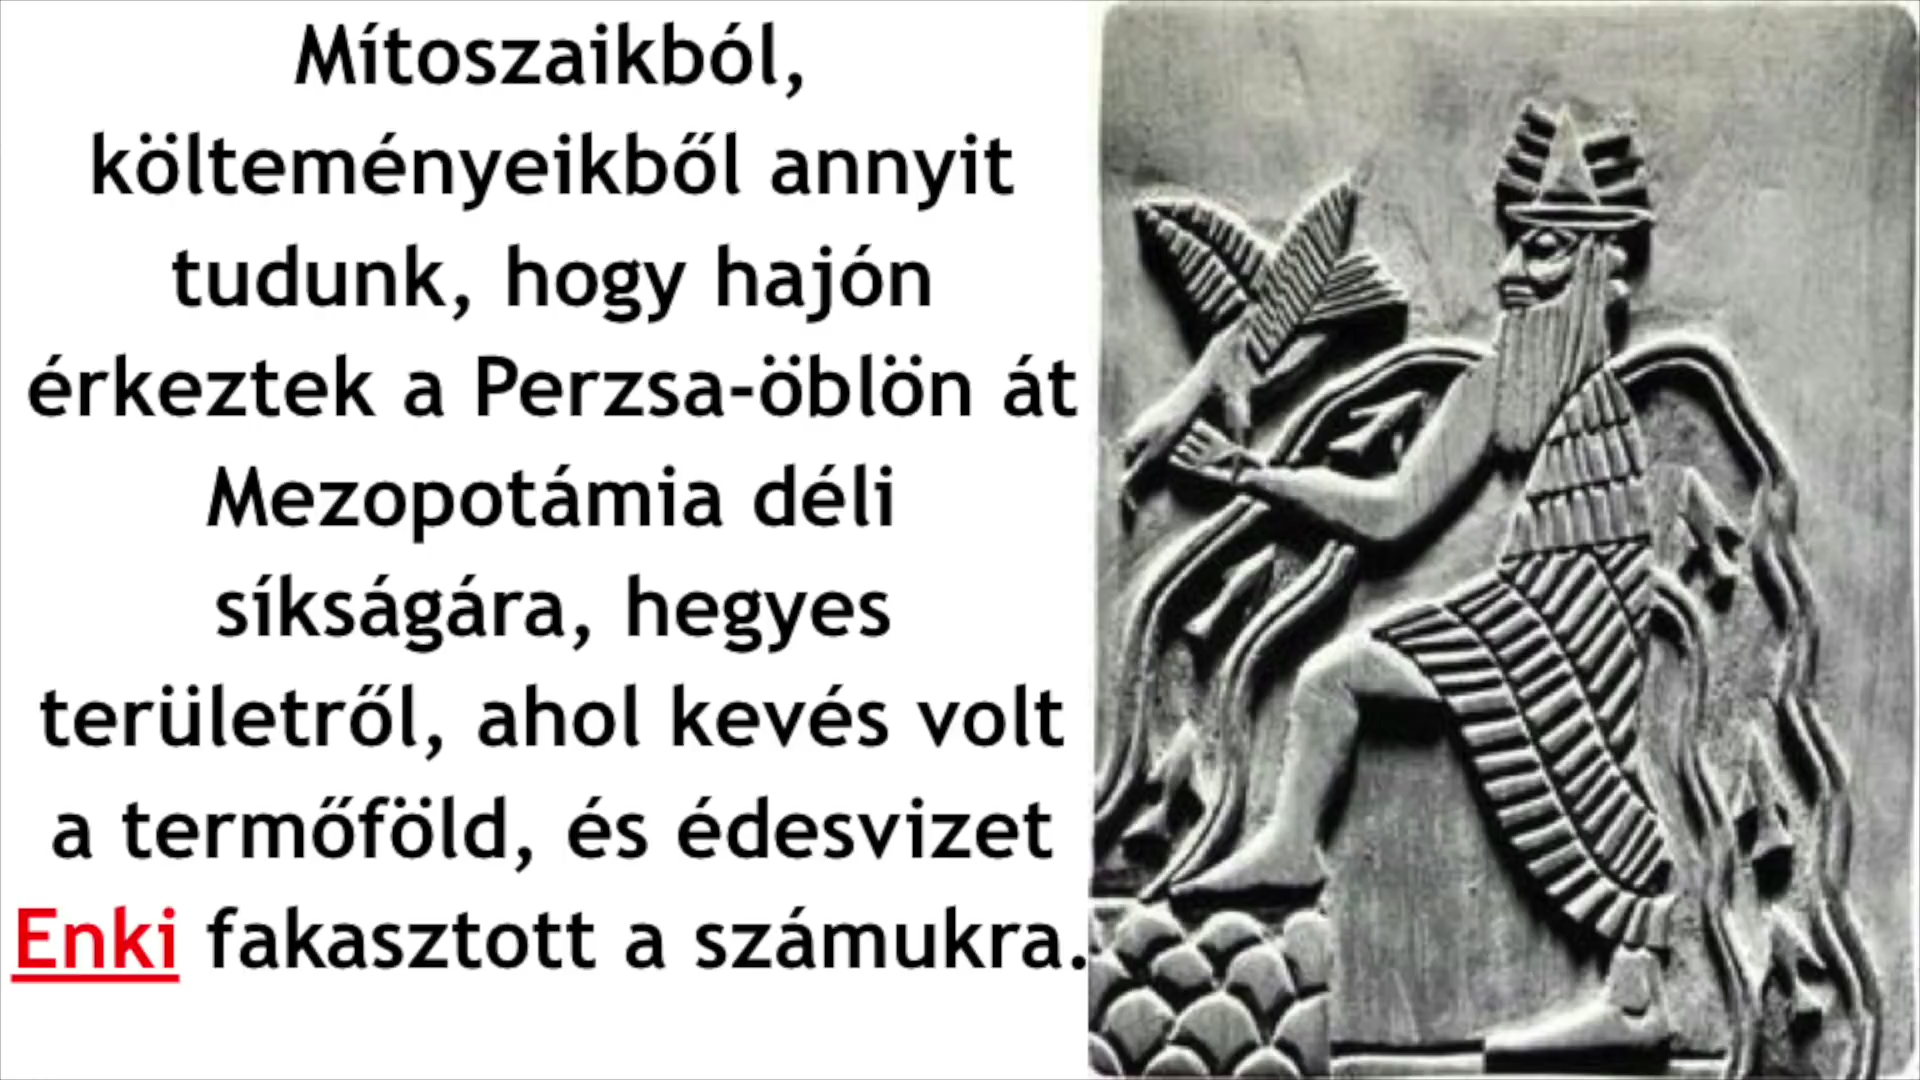 Mítoszaikból,
költeményeikből annyit
tudunk, hogy hajón
érkeztek a Perzsa-öblön át
Mezopotámia déli
síkságára, hegyes
területről, ahol kevés volt
a termőföld, és édesvizet
Enki fakasztott a számukra.